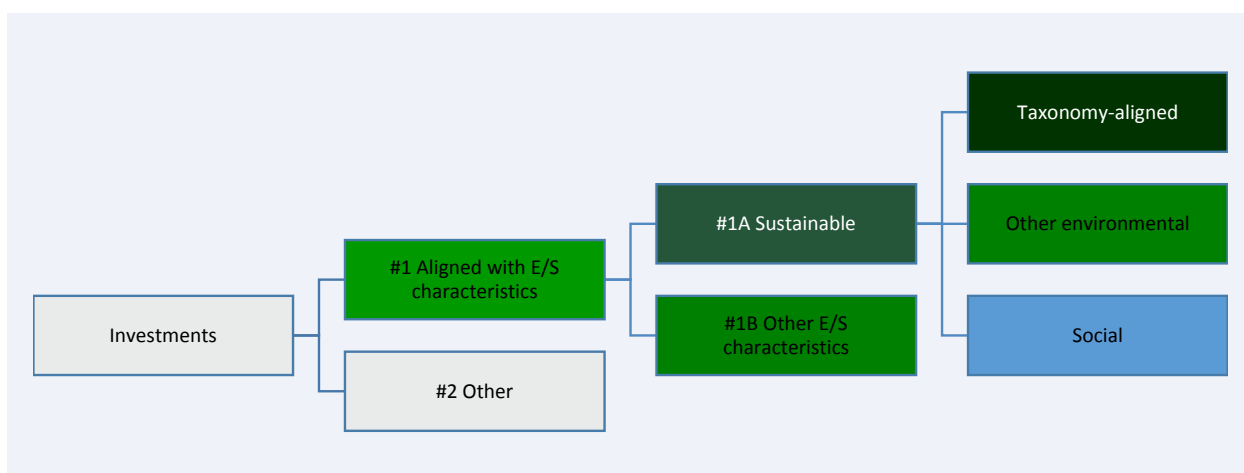 Investments
#1 Aligned with E/S
characteristics
#2 Other
#1A Sustainable
#1B Other E/S
characteristics
Taxonomy-aligned
Other environmental
Social